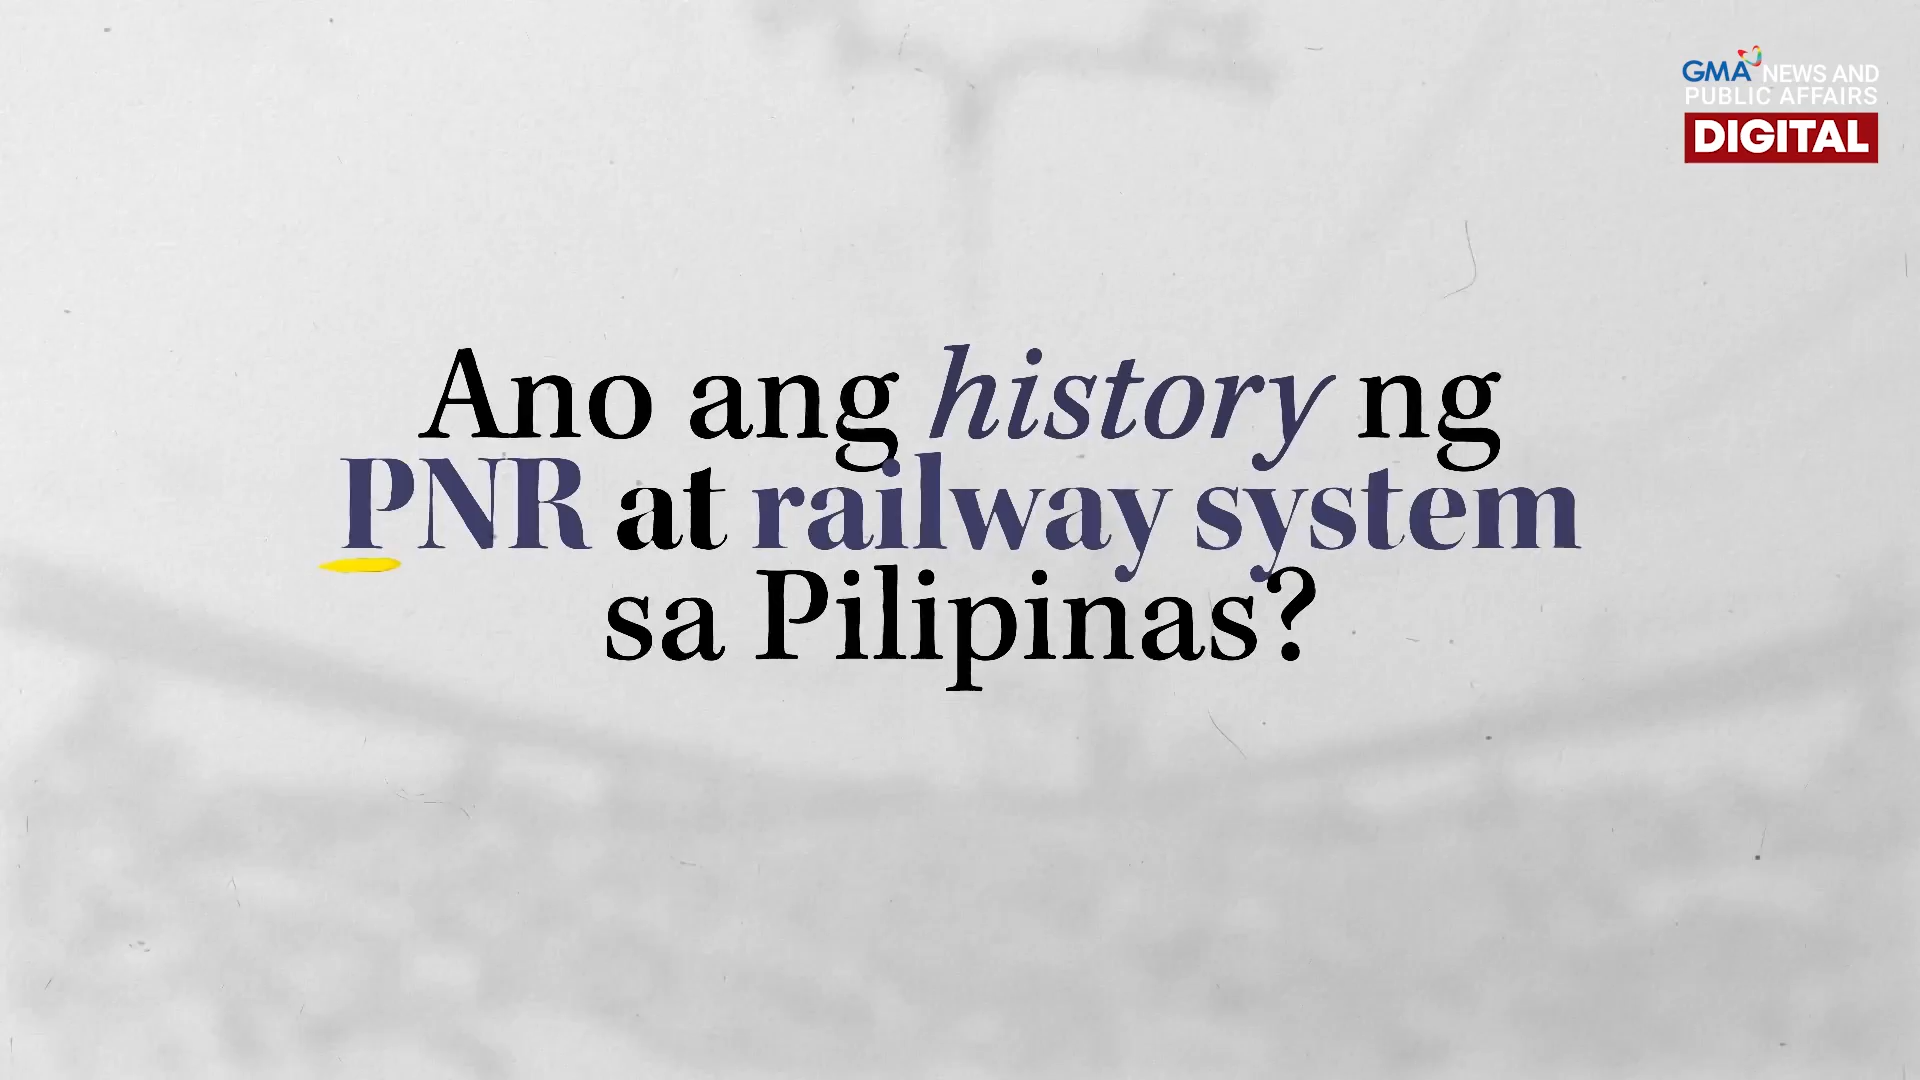 GMA NEWS AND
PUBLIC AFFAIRS
DIGITAL
Ano ang history ng
PNR at railway system
sa Pilipinas?